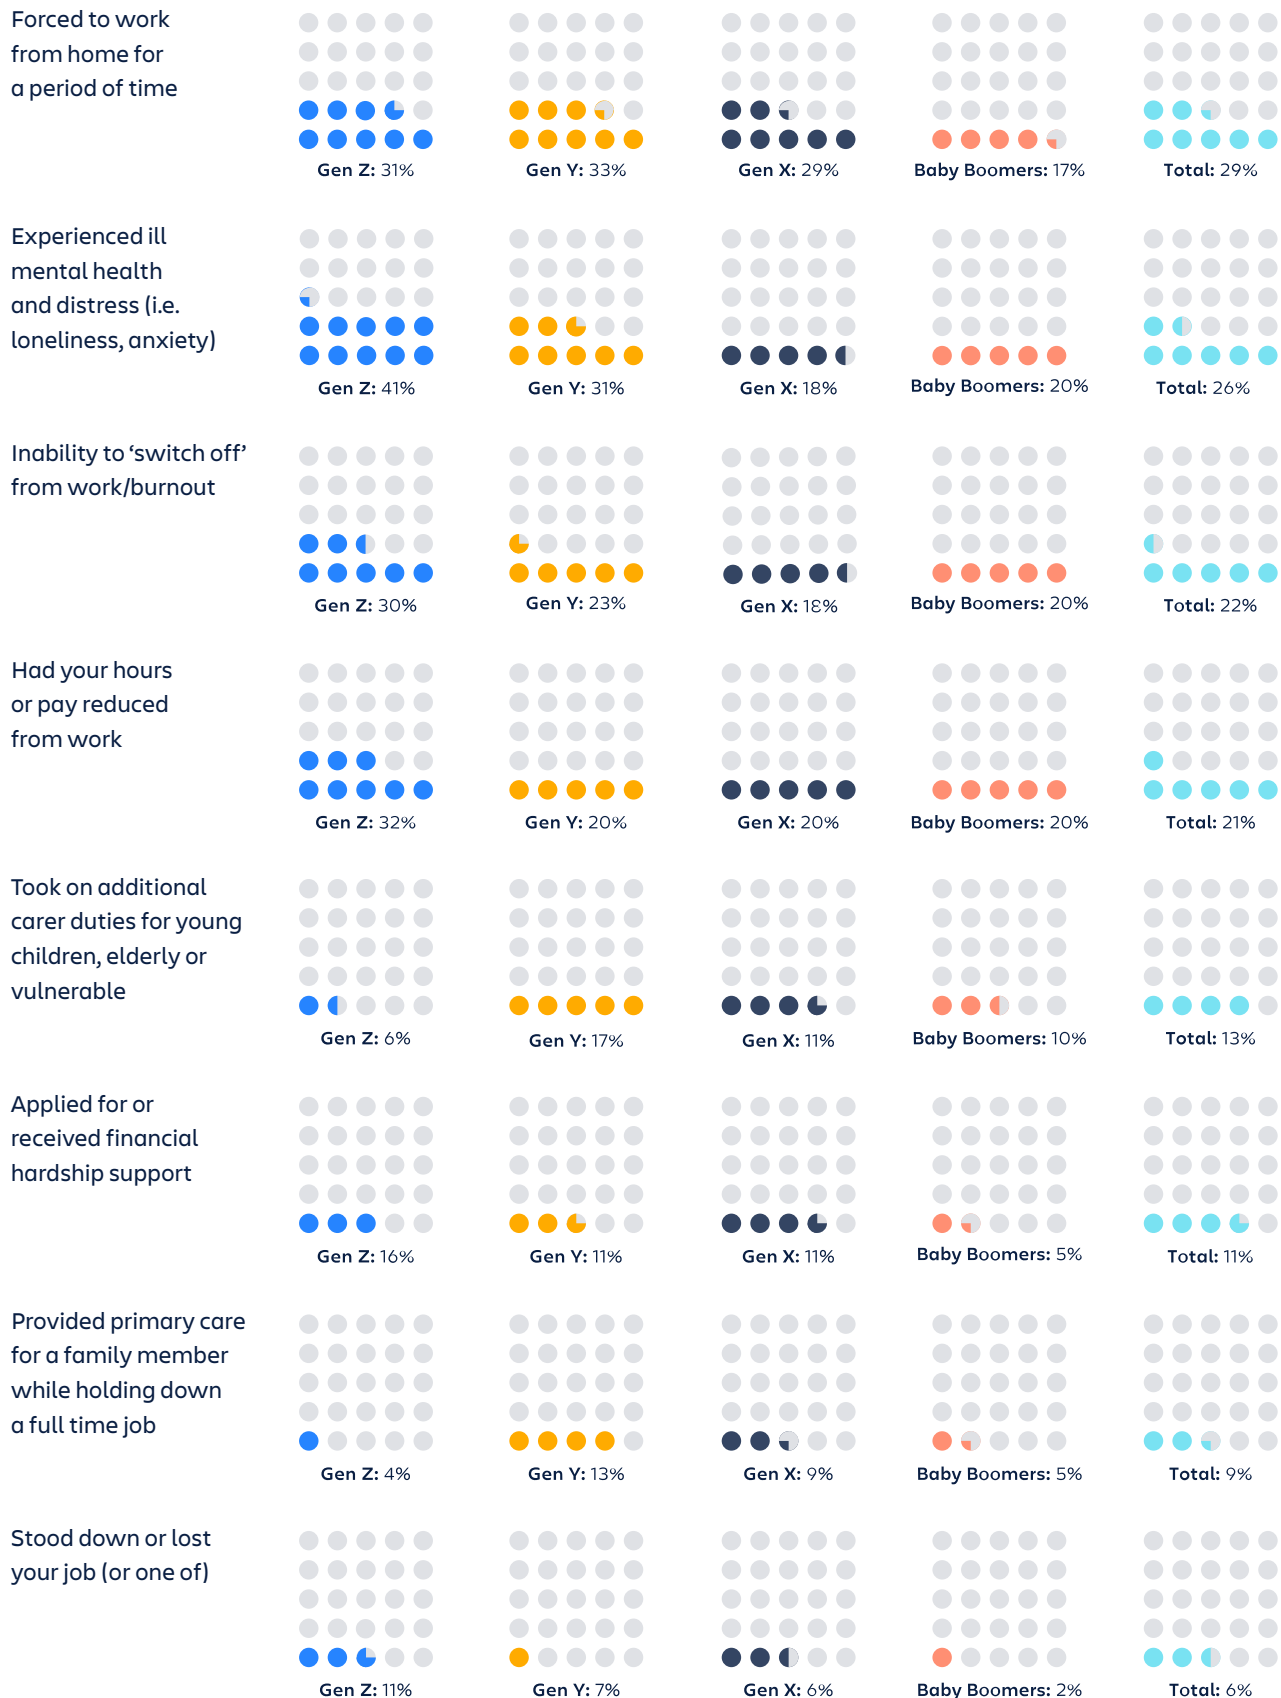 Forced to work
from home for
a period of time
Gen Z: 31%
Gen Y: 33%
Gen X: 29%
Baby Boomers: 17%
Total: 29%
Experienced ill
mental health
and distress (i.e.
loneliness, anxiety)
Gen Z: 41%
Gen Y: 31%
Gen X: 18%
Baby Boomers: 20%
Total: 26%
Inability to ‘switch off’
from work/burnout
Gen Z: 30%
Gen Y: 23%
Gen X: 18%
Baby Boomers: 20%
Total: 22%
Had your hours
or pay reduced
from work
Gen Z: 32%
Gen Y: 20%
Gen X: 20%
Baby Boomers: 20%
Total: 21%
Took on additional
carer duties for young
children, elderly or
vulnerable
Gen Z: 6%
Gen Y: 17%
Gen X: 11%
Baby Boomers: 10%
Total: 13%
Applied for or
received financial
hardship support
Gen Z: 16%
Gen Y: 11%
Gen X: 11%
Baby Boomers: 5%
Total: 11%
Provided primary care
for a family member
while holding down
a full time job
Gen Z: 4%
Gen Y: 13%
Gen X: 9%
Baby Boomers: 5%
Total: 9%
Stood down or lost
your job (or one of)
Gen Z: 11%
Gen Y: 7%
Gen X: 6%
Baby Boomers: 2%
Total: 6%